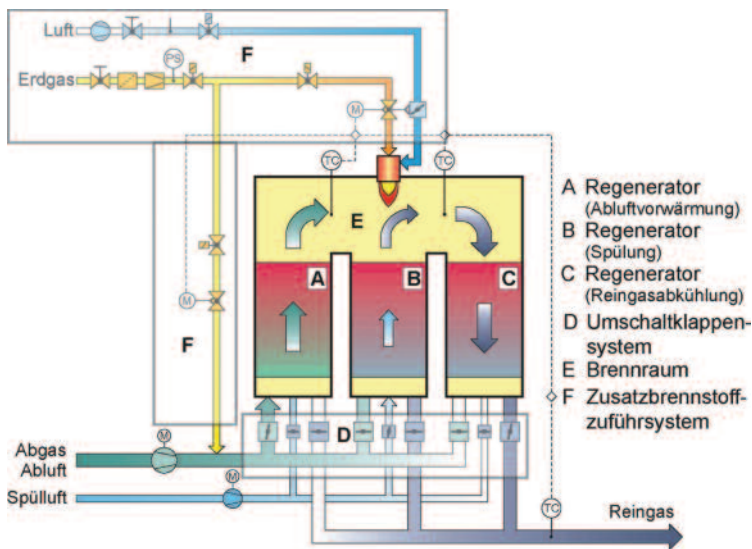 Luft
F
PS
Erdgas
M
TC
TC
E
A
B
C
A Regenerator
(Abluftvorwärmung)
B Regenerator
(Spülung)
C Regenerator
(Reingasabkühlung)
D Umschaltklappen-
system
E Brennraum
F Zusatzbrennstoff-
zuführsystem
M
F
D
Abgas
Abluft
M
Spülluft
M
TC
Reingas